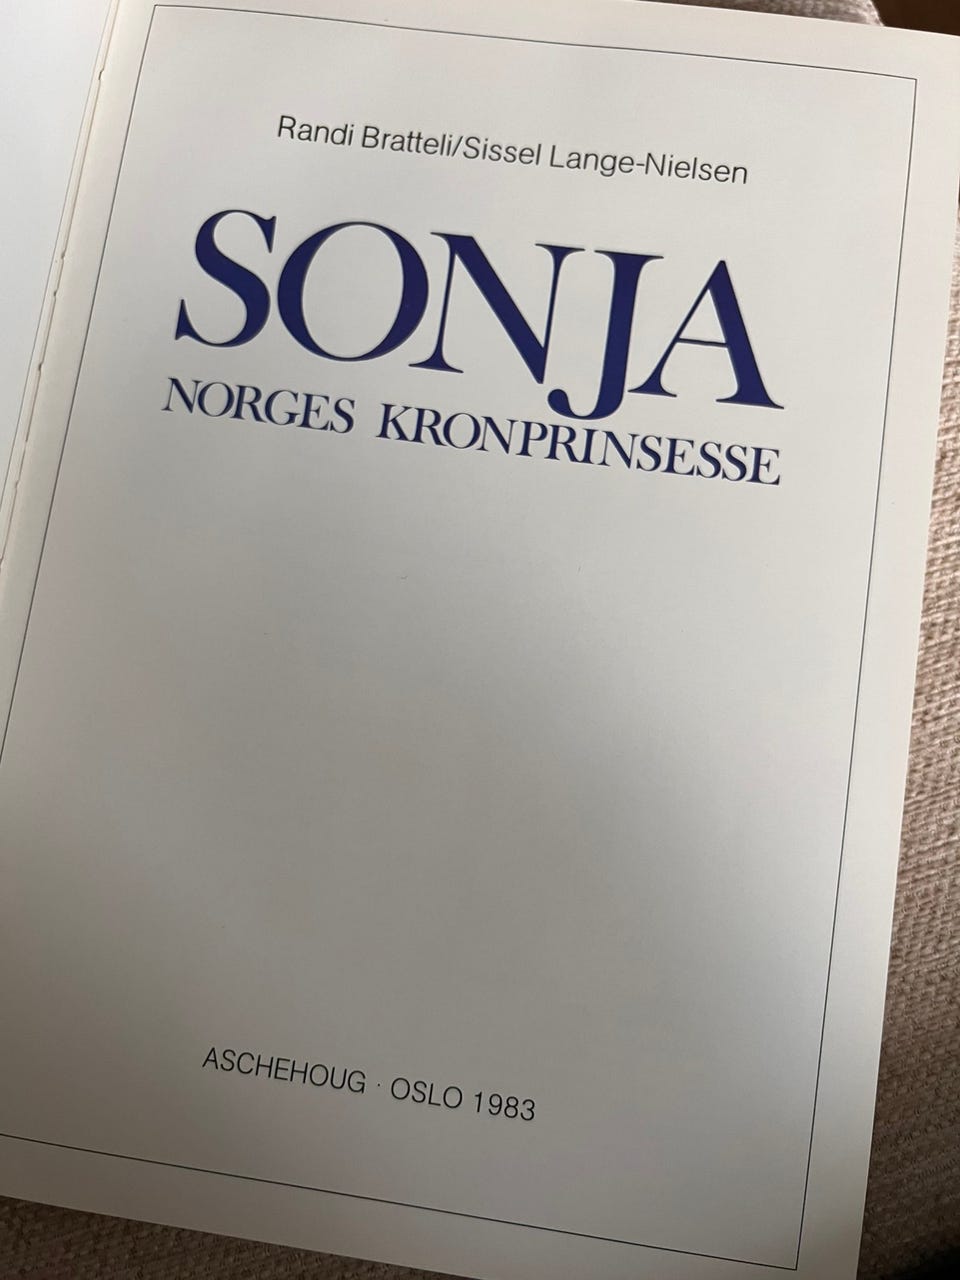 Randi Bratteli/Sissel Lange-Nielsen
SONJA
NORGES KRONPRINSESSE
ASCHEHOUG · OSLO 1983